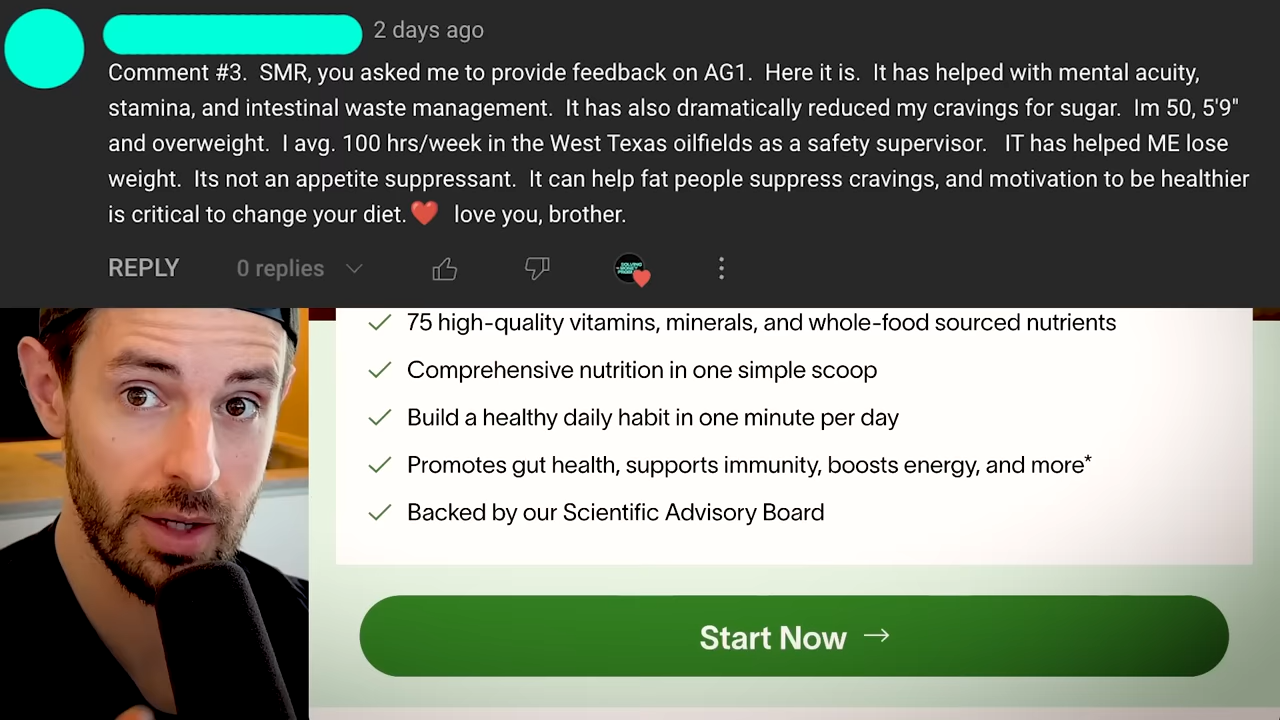 2 days ago
Comment #3.  SMR, you asked me to provide feedback on AG1.  Here it is.  It has helped with mental acuity,
stamina, and intestinal waste management.  It has also dramatically reduced my cravings for sugar.  Im 50, 5'9"
and overweight.  I avg. 100 hrs/week in the West Texas oilfields as a safety supervisor.   IT has helped ME lose
weight.  Its not an appetite suppressant.  It can help fat people suppress cravings, and motivation to be healthier
is critical to change your diet.❤️  love you, brother.
REPLY 0 replies
75 high-quality vitamins, minerals, and whole-food sourced nutrients
Comprehensive nutrition in one simple scoop
Build a healthy daily habit in one minute per day
Promotes gut health, supports immunity, boosts energy, and more*
Backed by our Scientific Advisory Board
Start Now →